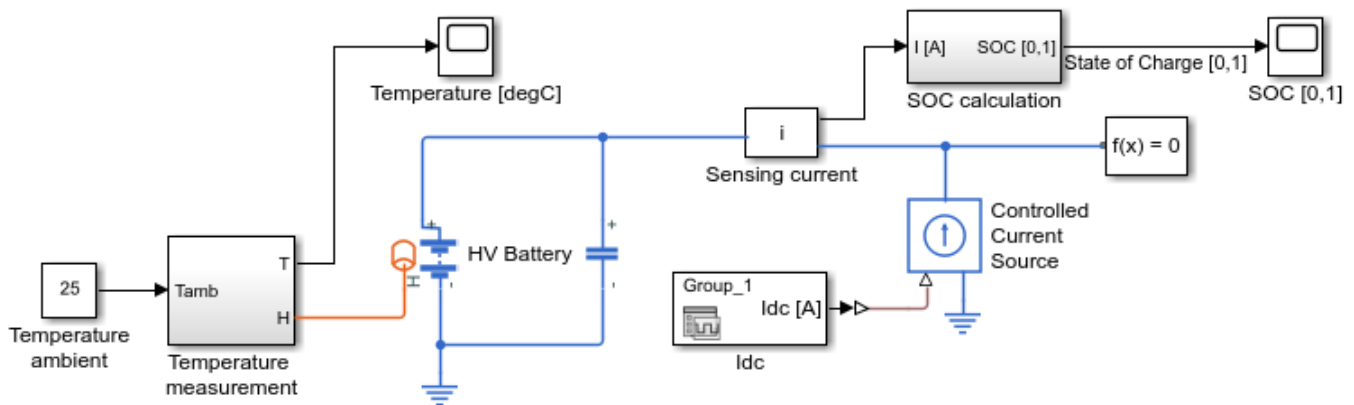 Temperature [degC]
I [A]
SOC [0,1]
SOC calculation
State of Charge [0,1]
SOC [0,1]
i
Sensing current
f(x) = 0
Controlled
Current
Source
+
HV Battery
H
-
+
-
25
Temperature
ambient
Tamb
T
H
Temperature
measurement
Group_1
Idc [A]
Idc